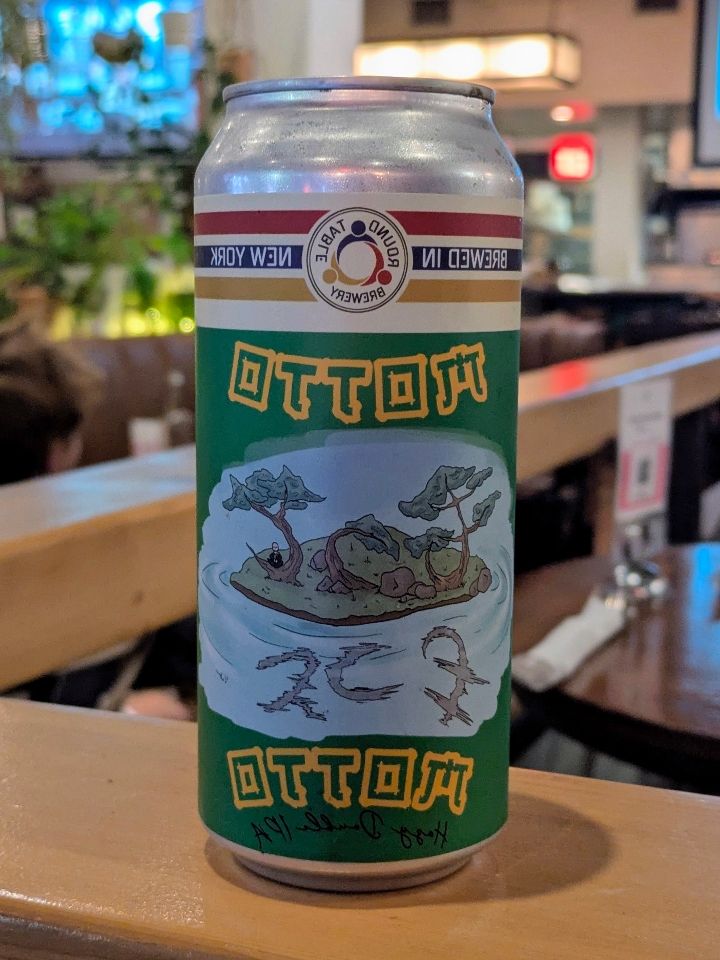 BREWED IN NEW YORK
ROUND TABLE
BREWERY
MOTTO
MOTTO
Hazy Double IPA